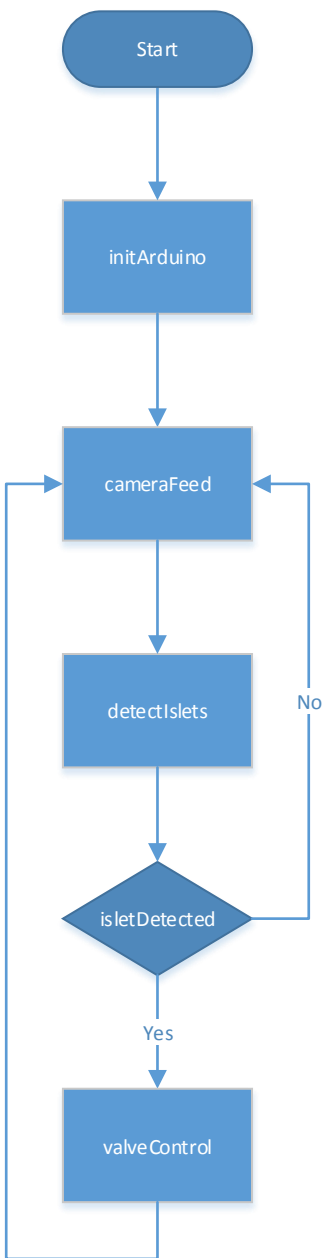 Start
initArduino
cameraFeed
detectIslets
No
isletDetected
Yes
valveControl